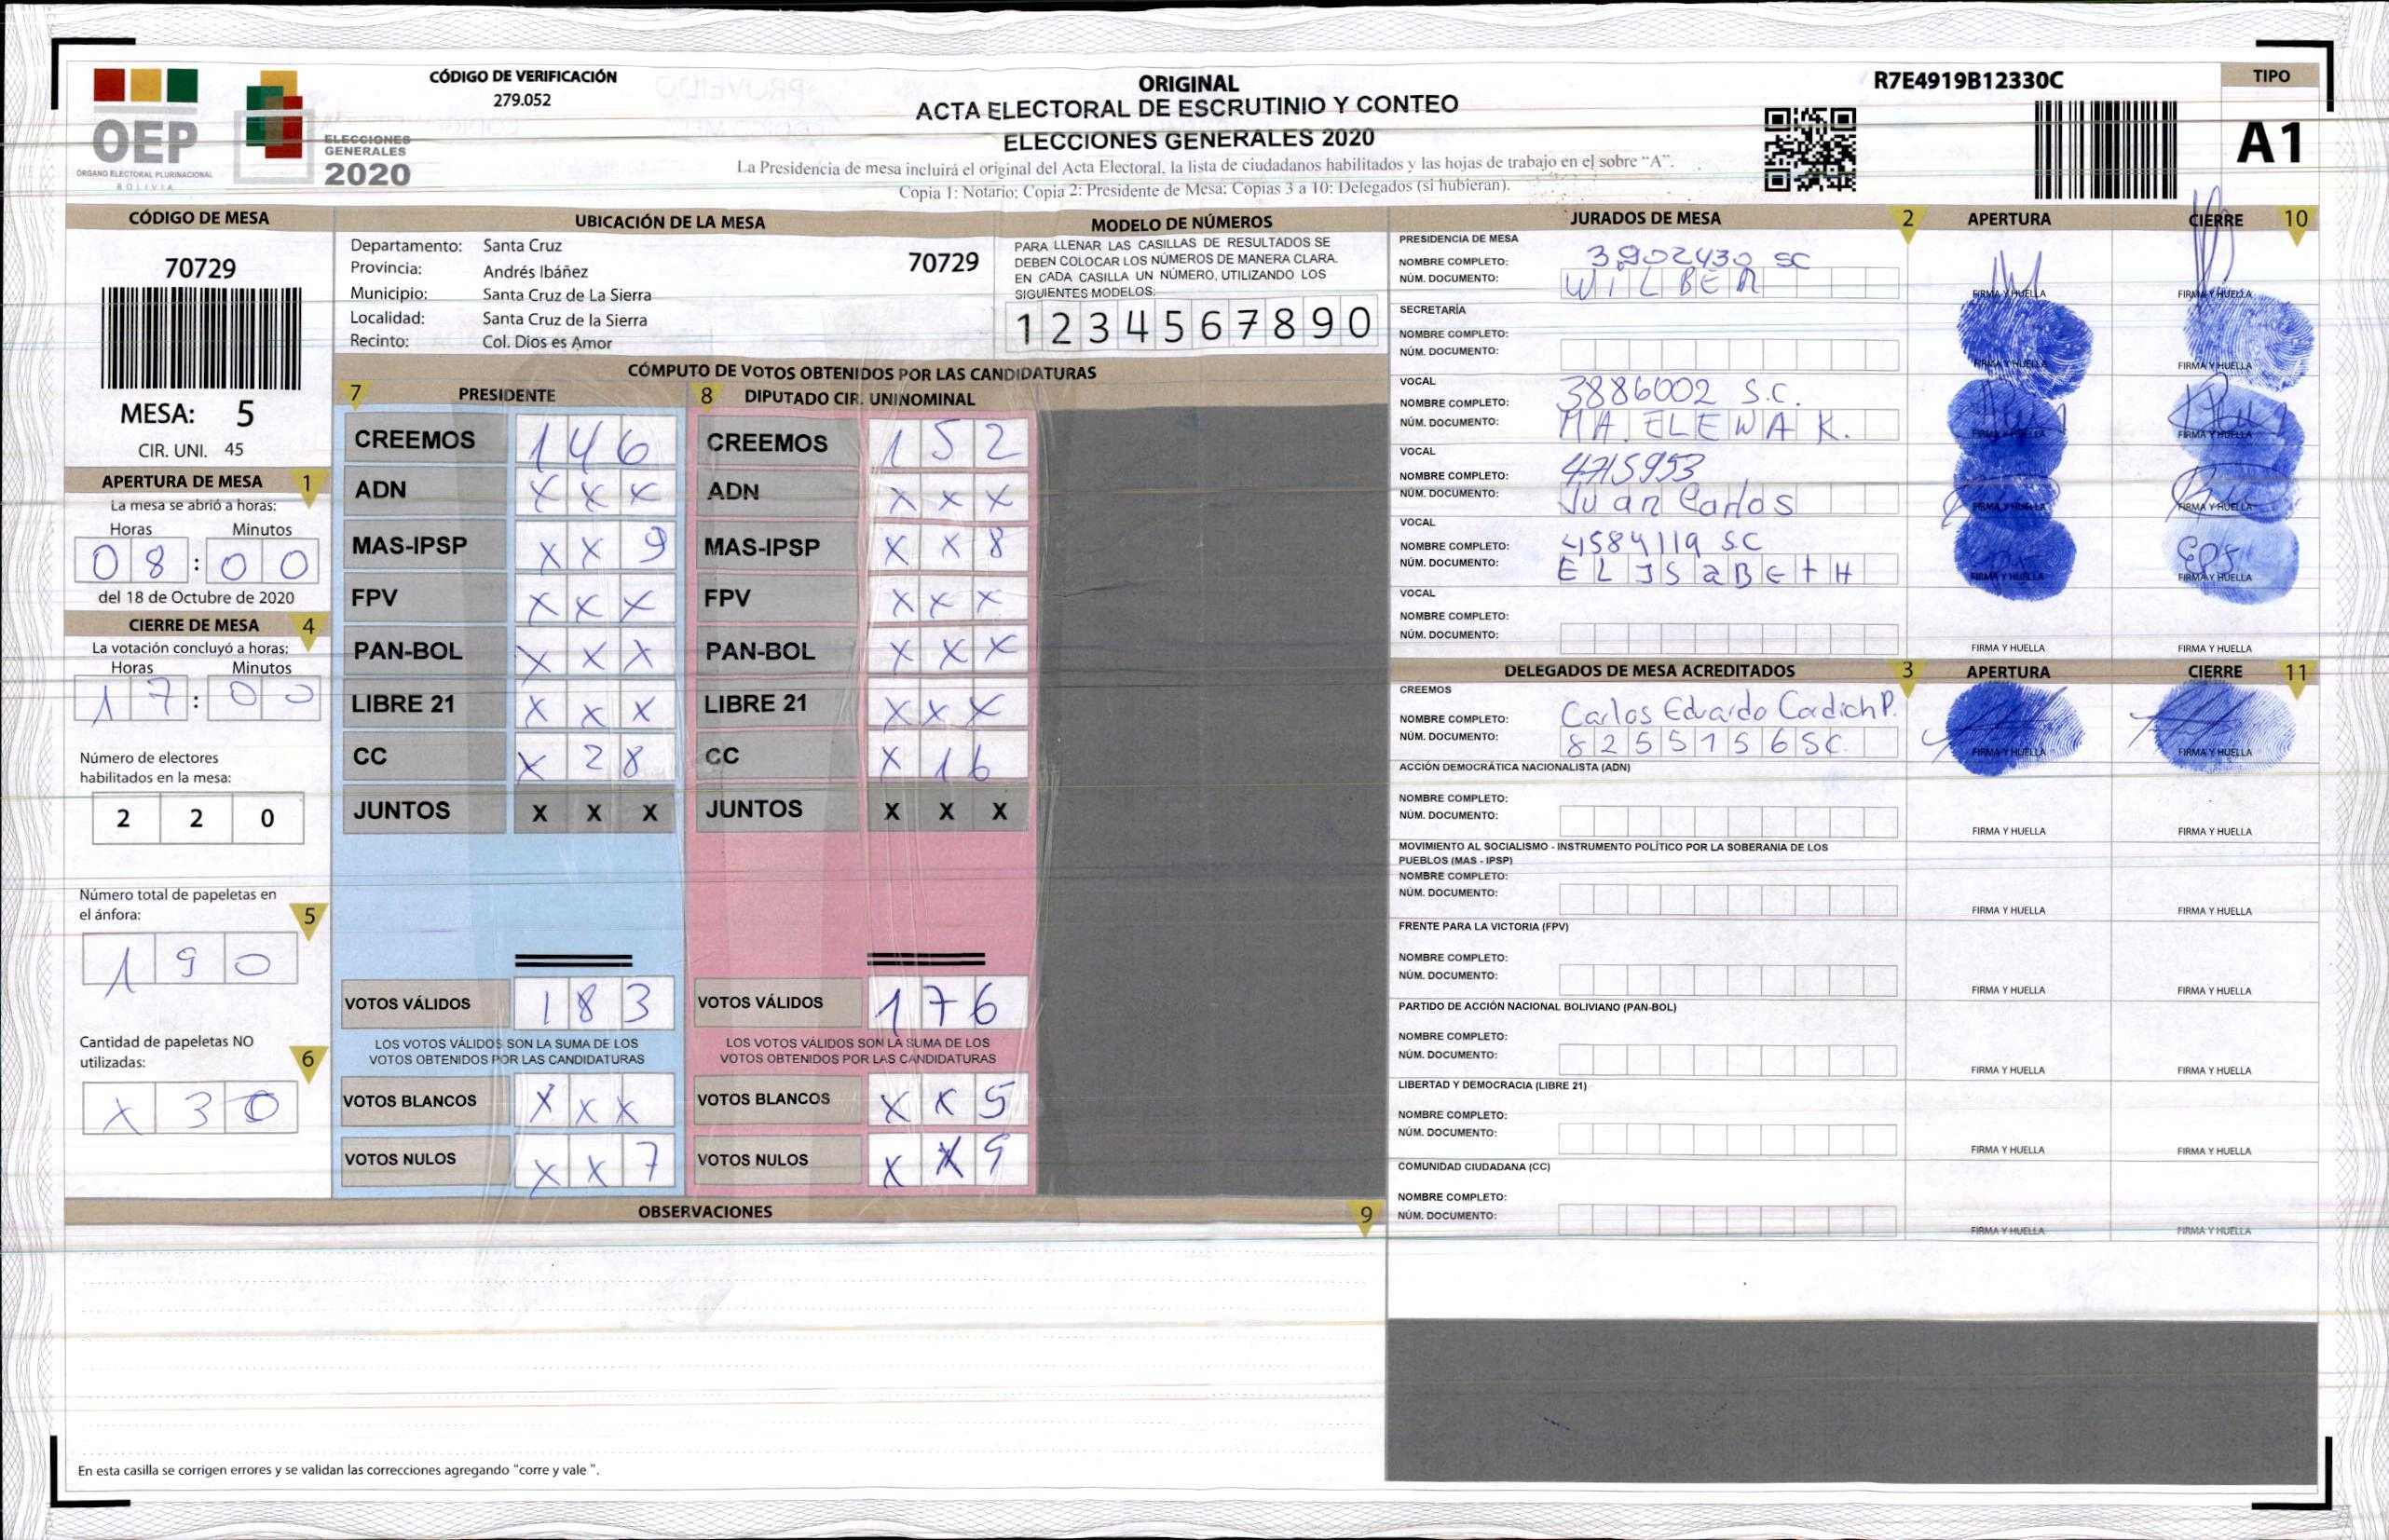 CÓDIGO DE VERIFICACIÓN
279.052
OEP
ÓRGANO ELECTORAL PLURINACIONAL
BOLIVIA
ELECCIONES
GENERALES
2020
ORIGINAL
ACTA ELECTORAL DE ESCRUTINIO Y CONTEO
ELECCIONES GENERALES 2020
La Presidencia de mesa incluirá el original del Acta Electoral, la lista de ciudadanos habilitados y las hojas de trabajo en el sobre “A”.
Copia 1: Notario; Copia 2: Presidente de Mesa; Copias 3 a 10: Delegados (si hubieran).
R7E4919B12330C
TIPO
A1
CÓDIGO DE MESA
70729
MESA: 5
CIR. UNI. 45
APERTURA DE MESA 1
La mesa se abrió a horas:
Horas Minutos
08:00
del 18 de Octubre de 2020
CIERRE DE MESA 4
La votación concluyó a horas:
Horas Minutos
17:00
Número de electores
habilitados en la mesa:
2 2 0
Número total de papeletas en
el ánfora: 5
1 9 0
Cantidad de papeletas NO
utilizadas: 6
X 3 0
UBICACIÓN DE LA MESA
Departamento: Santa Cruz 70729
Provincia: Andrés Ibáñez
Municipio: Santa Cruz de La Sierra
Localidad: Santa Cruz de la Sierra
Recinto: Col. Dios es Amor
MODELO DE NÚMEROS
PARA LLENAR LAS CASILLAS DE RESULTADOS SE
DEBEN COLOCAR LOS NÚMEROS DE MANERA CLARA.
EN CADA CASILLA UN NÚMERO, UTILIZANDO LOS
SIGUIENTES MODELOS:
1 2 3 4 5 6 7 8 9 0
CÓMPUTO DE VOTOS OBTENIDOS POR LAS CANDIDATURAS
7 PRESIDENTE
CREEMOS 1 4 6
ADN X X X
MAS-IPSP X X 9
FPV X X X
PAN-BOL X X X
LIBRE 21 X X X
CC X 2 8
JUNTOS X X X
VOTOS VÁLIDOS 1 8 3
LOS VOTOS VÁLIDOS SON LA SUMA DE LOS
VOTOS OBTENIDOS POR LAS CANDIDATURAS
VOTOS BLANCOS X X X
VOTOS NULOS X X 7
8 DIPUTADO CIR. UNINOMINAL
CREEMOS 1 5 2
ADN X X X
MAS-IPSP X X 8
FPV X X X
PAN-BOL X X X
LIBRE 21 X X X
CC X 1 6
JUNTOS X X X
VOTOS VÁLIDOS 1 7 6
LOS VOTOS VÁLIDOS SON LA SUMA DE LOS
VOTOS OBTENIDOS POR LAS CANDIDATURAS
VOTOS BLANCOS X X 5
VOTOS NULOS X X 9
OBSERVACIONES 9
En esta casilla se corrigen errores y se validan las correcciones agregando "corre y vale ".
JURADOS DE MESA 2 APERTURA CIERRE 10
PRESIDENCIA DE MESA
NOMBRE COMPLETO: 3902430 SC
NÚM. DOCUMENTO: WILBER
FIRMA Y HUELLA FIRMA Y HUELLA
SECRETARÍA
NOMBRE COMPLETO:
NÚM. DOCUMENTO:
FIRMA Y HUELLA FIRMA Y HUELLA
VOCAL
NOMBRE COMPLETO: 3886002 S.C.
NÚM. DOCUMENTO: MA. ELENA K.
FIRMA Y HUELLA FIRMA Y HUELLA
VOCAL
NOMBRE COMPLETO: 4715953
NÚM. DOCUMENTO: Juan Carlos
FIRMA Y HUELLA FIRMA Y HUELLA
VOCAL
NOMBRE COMPLETO: 4584119 SC
NÚM. DOCUMENTO: ELISaBEtH
FIRMA Y HUELLA FIRMA Y HUELLA
VOCAL
NOMBRE COMPLETO:
NÚM. DOCUMENTO:
FIRMA Y HUELLA FIRMA Y HUELLA
DELEGADOS DE MESA ACREDITADOS 3 APERTURA CIERRE 11
CREEMOS
NOMBRE COMPLETO: Carlos Eduardo Cardich P.
NÚM. DOCUMENTO: 8255156SC
FIRMA Y HUELLA FIRMA Y HUELLA
ACCIÓN DEMOCRÁTICA NACIONALISTA (ADN)
NOMBRE COMPLETO:
NÚM. DOCUMENTO:
FIRMA Y HUELLA FIRMA Y HUELLA
MOVIMIENTO AL SOCIALISMO - INSTRUMENTO POLÍTICO POR LA SOBERANIA DE LOS
PUEBLOS (MAS - IPSP)
NOMBRE COMPLETO:
NÚM. DOCUMENTO:
FIRMA Y HUELLA FIRMA Y HUELLA
FRENTE PARA LA VICTORIA (FPV)
NOMBRE COMPLETO:
NÚM. DOCUMENTO:
FIRMA Y HUELLA FIRMA Y HUELLA
PARTIDO DE ACCIÓN NACIONAL BOLIVIANO (PAN-BOL)
NOMBRE COMPLETO:
NÚM. DOCUMENTO:
FIRMA Y HUELLA FIRMA Y HUELLA
LIBERTAD Y DEMOCRACIA (LIBRE 21)
NOMBRE COMPLETO:
NÚM. DOCUMENTO:
FIRMA Y HUELLA FIRMA Y HUELLA
COMUNIDAD CIUDADANA (CC)
NOMBRE COMPLETO:
NÚM. DOCUMENTO:
FIRMA Y HUELLA FIRMA Y HUELLA